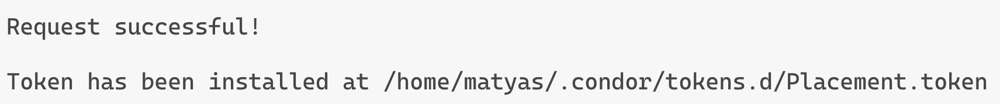 Request successful!
Token has been installed at /home/matyas/.condor/tokens.d/Placement.token